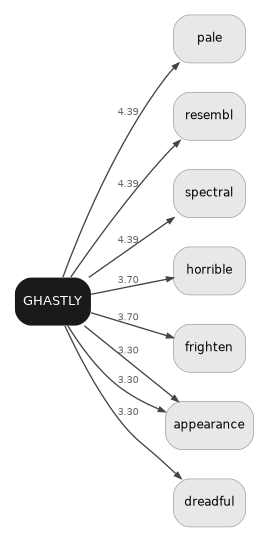 pale
4.39
resembl
4.39
spectral
4.39
horrible
3.70
GHASTLY
3.70
frighten
3.30
appearance
3.30
3.30
dreadful